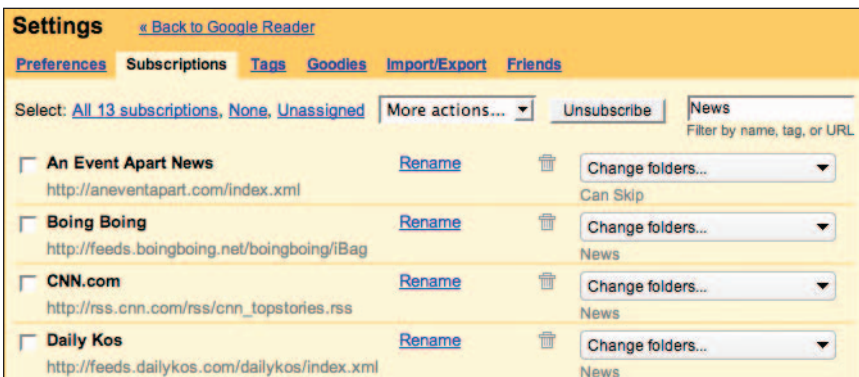 Settings « Back to Google Reader
Preferences Subscriptions Tags Goodies Import/Export Friends
Select: All 13 subscriptions, None, Unassigned More actions... Unsubscribe News
Filter by name, tag, or URL
An Event Apart News Rename Change folders...
http://aneventapart.com/index.xml Can Skip
Boing Boing Rename Change folders...
http://feeds.boingboing.net/boingboing/iBag News
CNN.com Rename Change folders...
http://rss.cnn.com/rss/cnn_topstories.rss News
Daily Kos Rename Change folders...
http://feeds.dailykos.com/dailykos/index.xml News